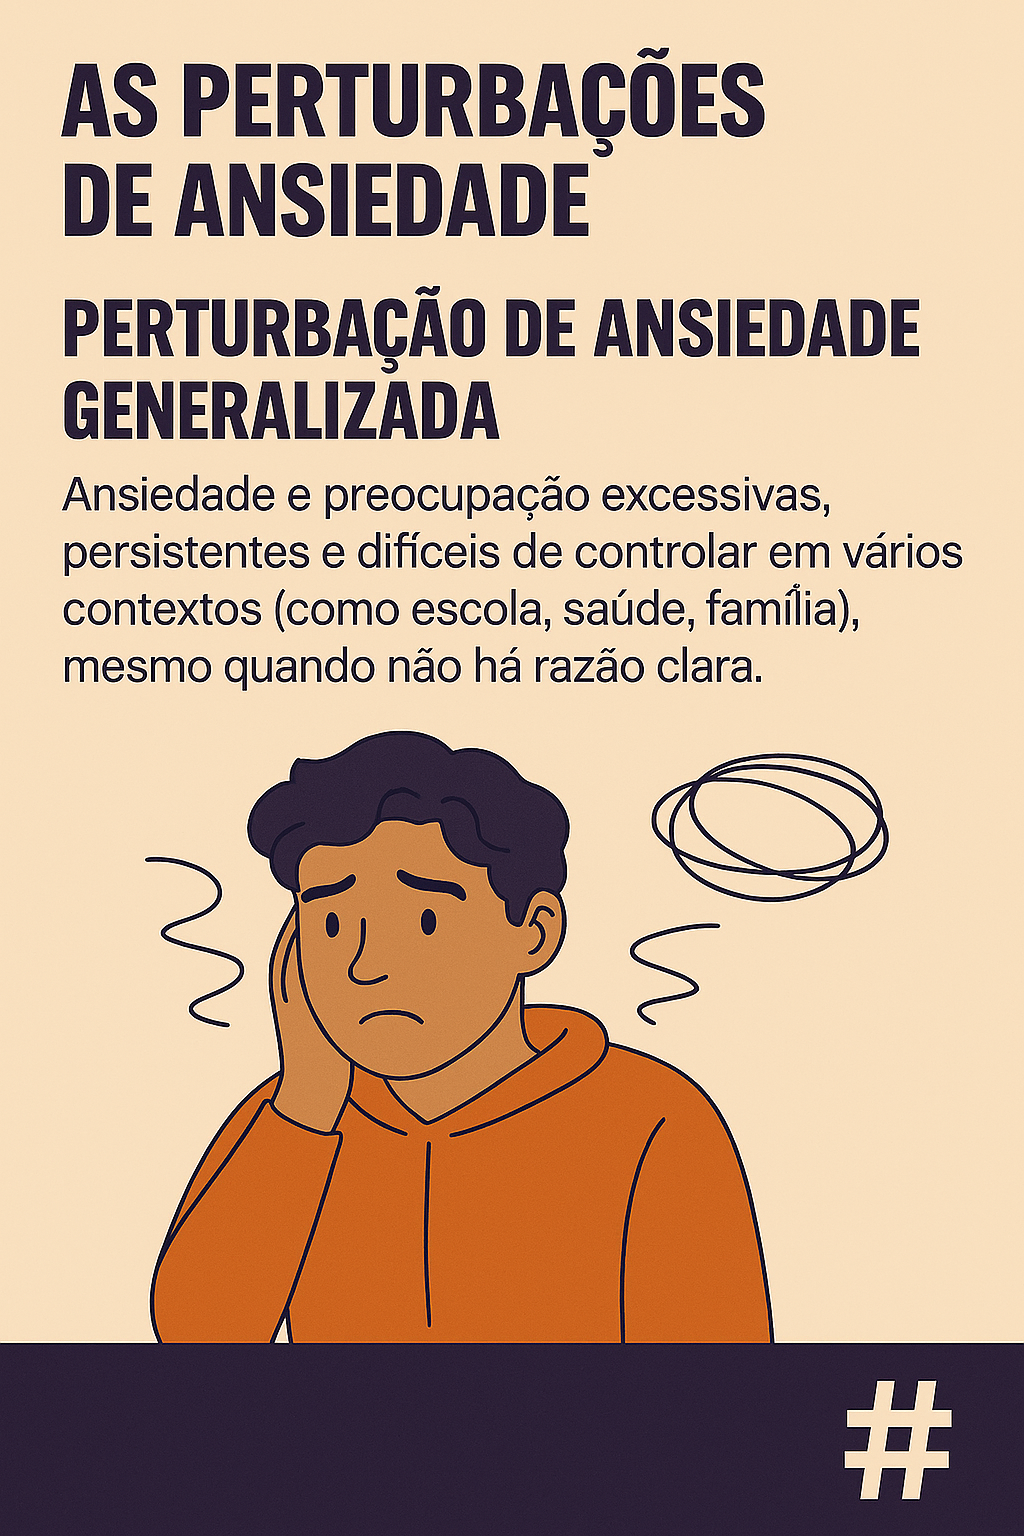 AS PERTURBAÇÕES
DE ANSIEDADE
PERTURBAÇÃO DE ANSIEDADE
GENERALIZADA
Ansiedade e preocupação excessivas,
persistentes e difíceis de controlar em vários
contextos (como escola, saúde, família),
mesmo quando não há razão clara.
#